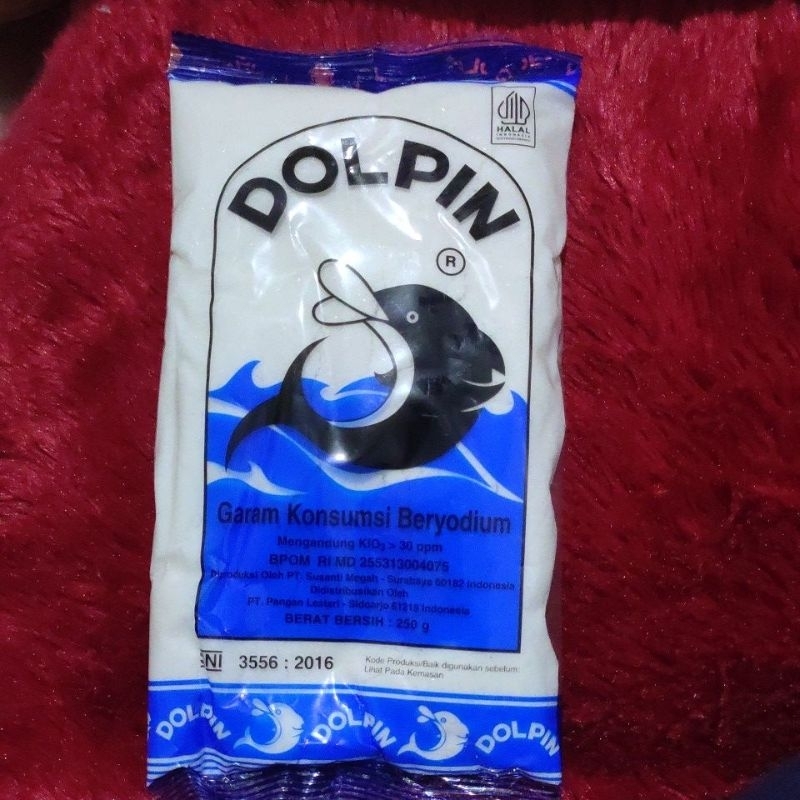 HALAL
INDONESIA
DOLPIN
R
Garam Konsumsi Beryodium
Mengandung KIO3 > 30 ppm
BPOM RI MD 255313004075
Diproduksi Oleh PT. Susanti Megah - Surabaya 60182 Indonesia
Didistribusikan Oleh
PT. Pangan Lestari - Sidoarjo 61218 Indonesia
BERAT BERSIH : 250 g
SNI 3556 : 2016
Kode Produksi/Baik digunakan sebelum:
Lihat Pada Kemasan
DOLPIN DOLPIN DOLPIN